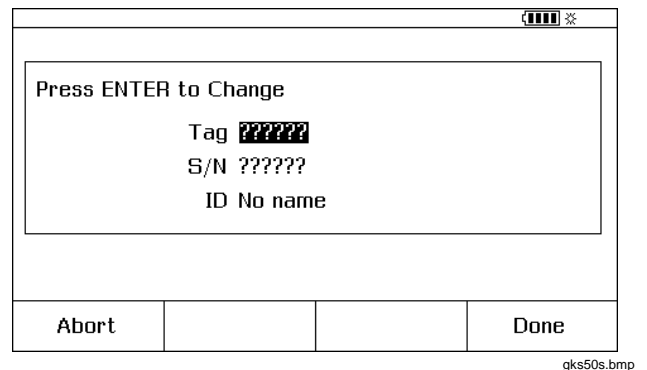 Press ENTER to Change
Tag ??????
S/N ??????
ID No name
Abort
Done
gks50s.bmp